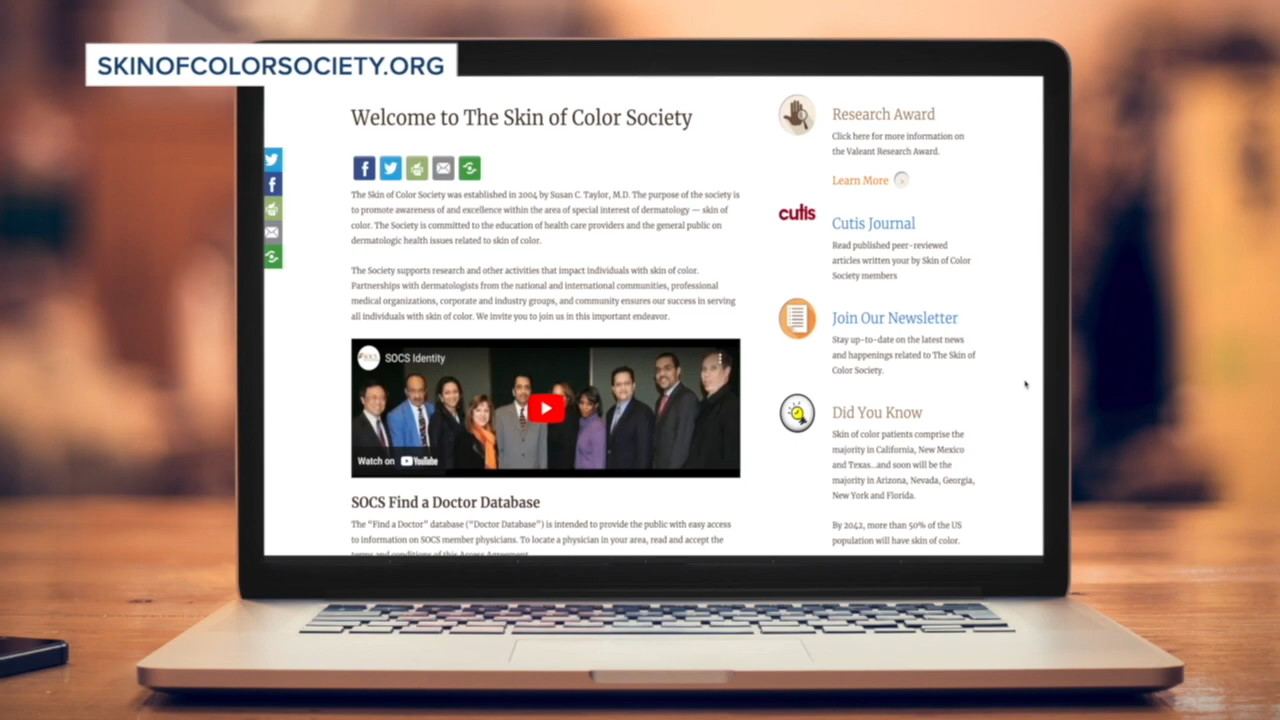 SKINOFCOLORSOCIETY.ORG
Welcome to The Skin of Color Society
The Skin of Color Society was established in 2004 by Susan C. Taylor, M.D. The purpose of the society is
to promote awareness of and excellence within the area of special interest of dermatology — skin of
color. The Society is committed to the education of health care providers and the general public on
dermatologic health issues related to skin of color.
The Society supports research and other activities that impact individuals with skin of color.
Partnerships with dermatologists from the national and international communities, professional
medical organizations, corporate and industry groups, and community ensures our success in serving
all individuals with skin of color. We invite you to join us in this important endeavor.
SOCS
SOCS Identity
Watch on YouTube
SOCS Find a Doctor Database
The “Find a Doctor” database (“Doctor Database”) is intended to provide the public with easy access
to information on SOCS member physicians. To locate a physician in your area, read and accept the
terms and conditions of this Access Agreement
Research Award
Click here for more information on
the Valeant Research Award.
Learn More
cutis
Cutis Journal
Read published peer-reviewed
articles written your by Skin of Color
Society members
Join Our Newsletter
Stay up-to-date on the latest news
and happenings related to The Skin of
Color Society.
Did You Know
Skin of color patients comprise the
majority in California, New Mexico
and Texas...and soon will be the
majority in Arizona, Nevada, Georgia,
New York and Florida.
By 2042, more than 50% of the US
population will have skin of color.